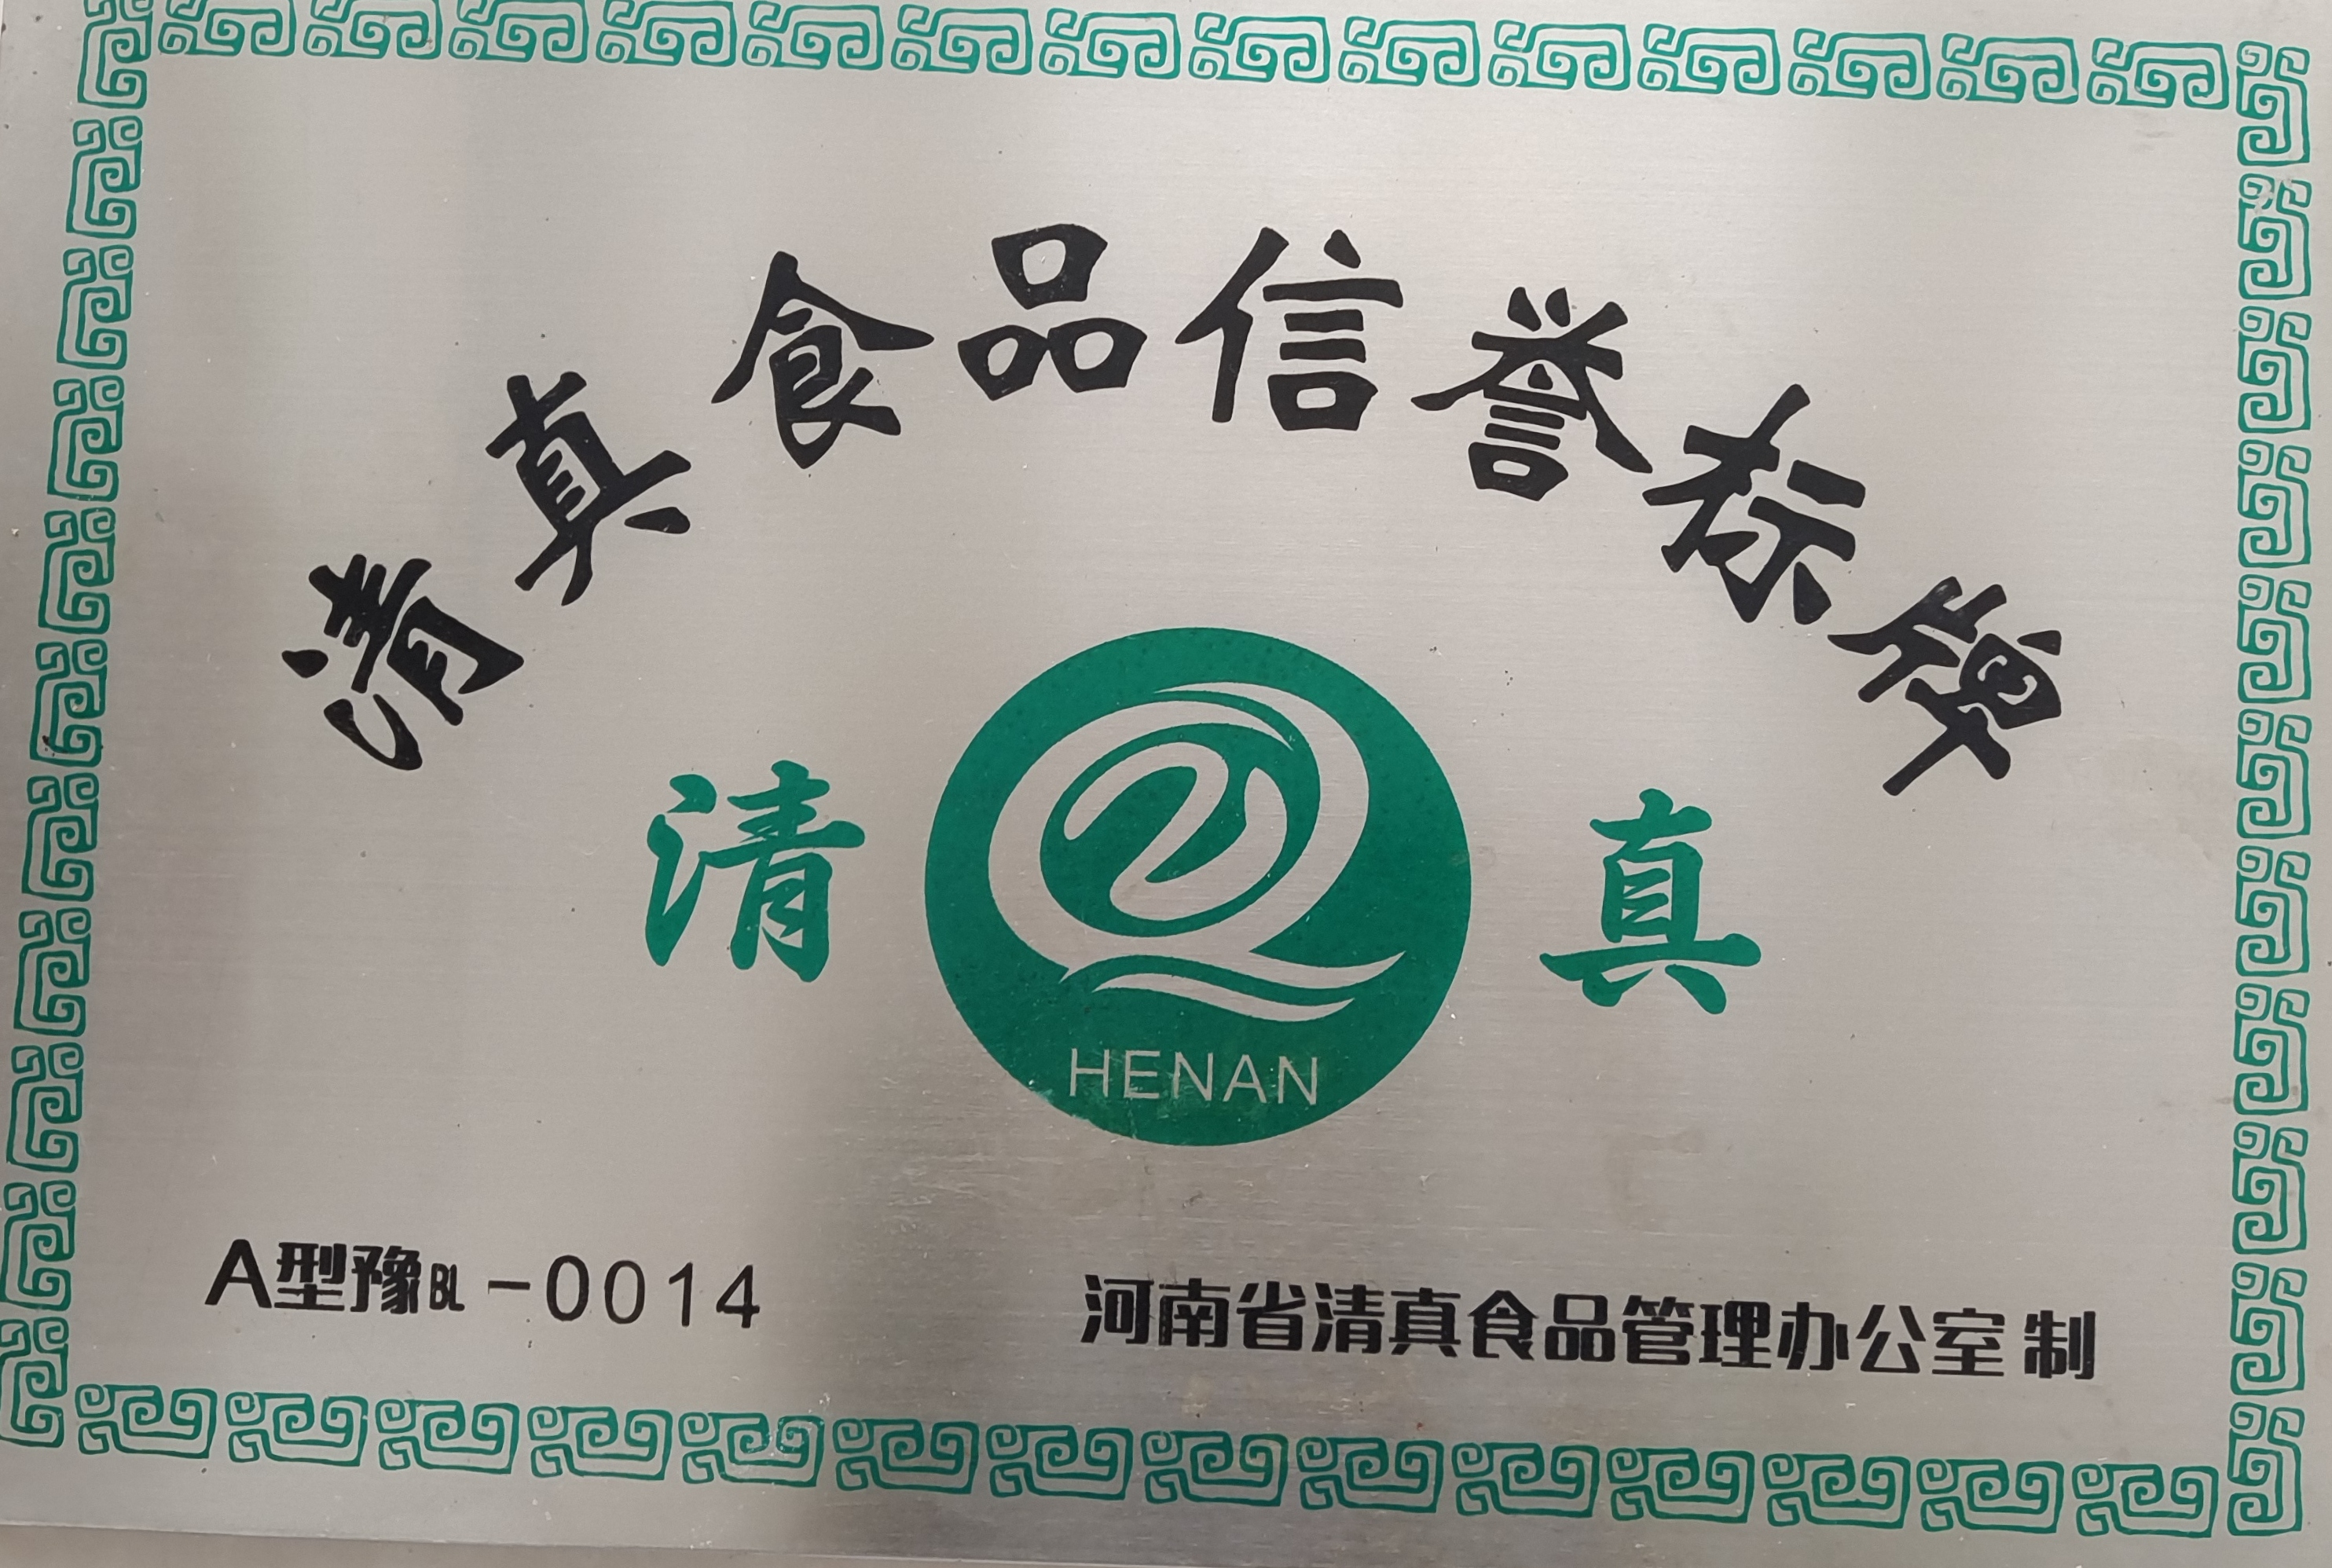 清真食品信誉标牌
清 真
HENAN
A型豫BL-0014
河南省清真食品管理办公室 制